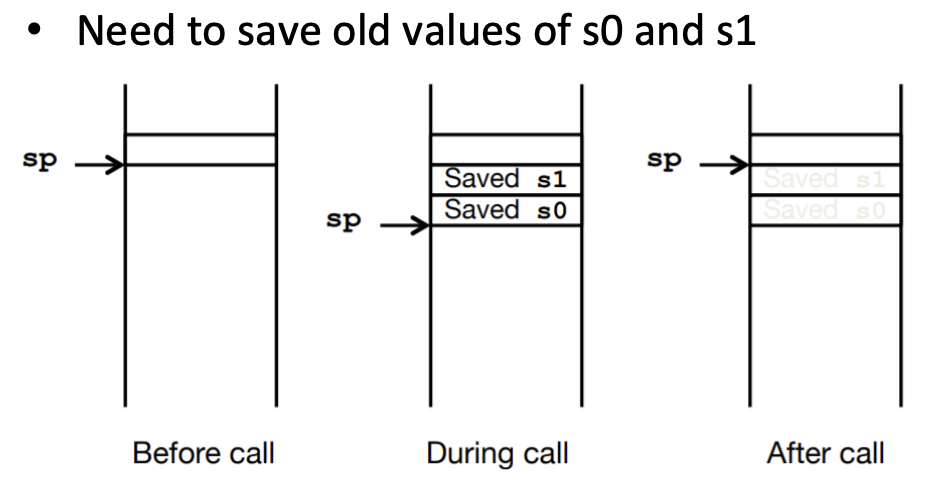 • Need to save old values of s0 and s1
sp
Saved s1
Saved s0
sp
sp
Saved s1
Saved s0
Before call
During call
After call